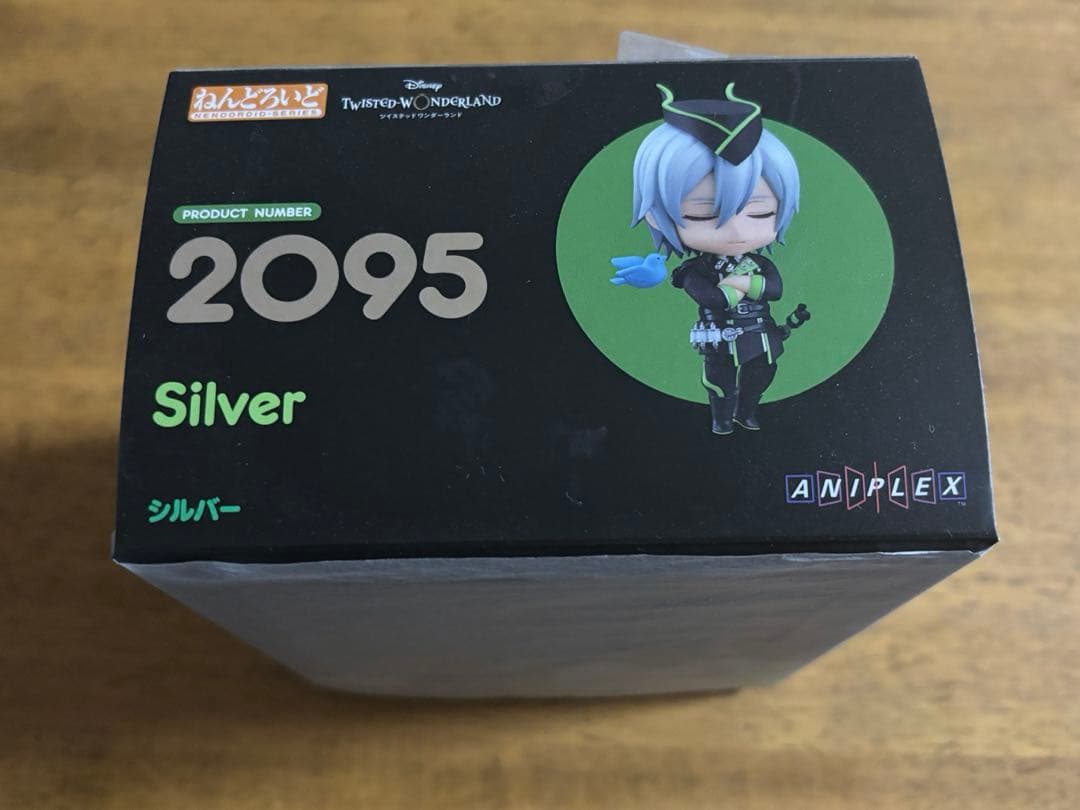 ねんどろいど
NENDOROID-SERIES
Disney
TWISTED-WONDERLAND
ツイステッドワンダーランド
PRODUCT NUMBER
2095
Silver
シルバー
ANIPLEX
TM